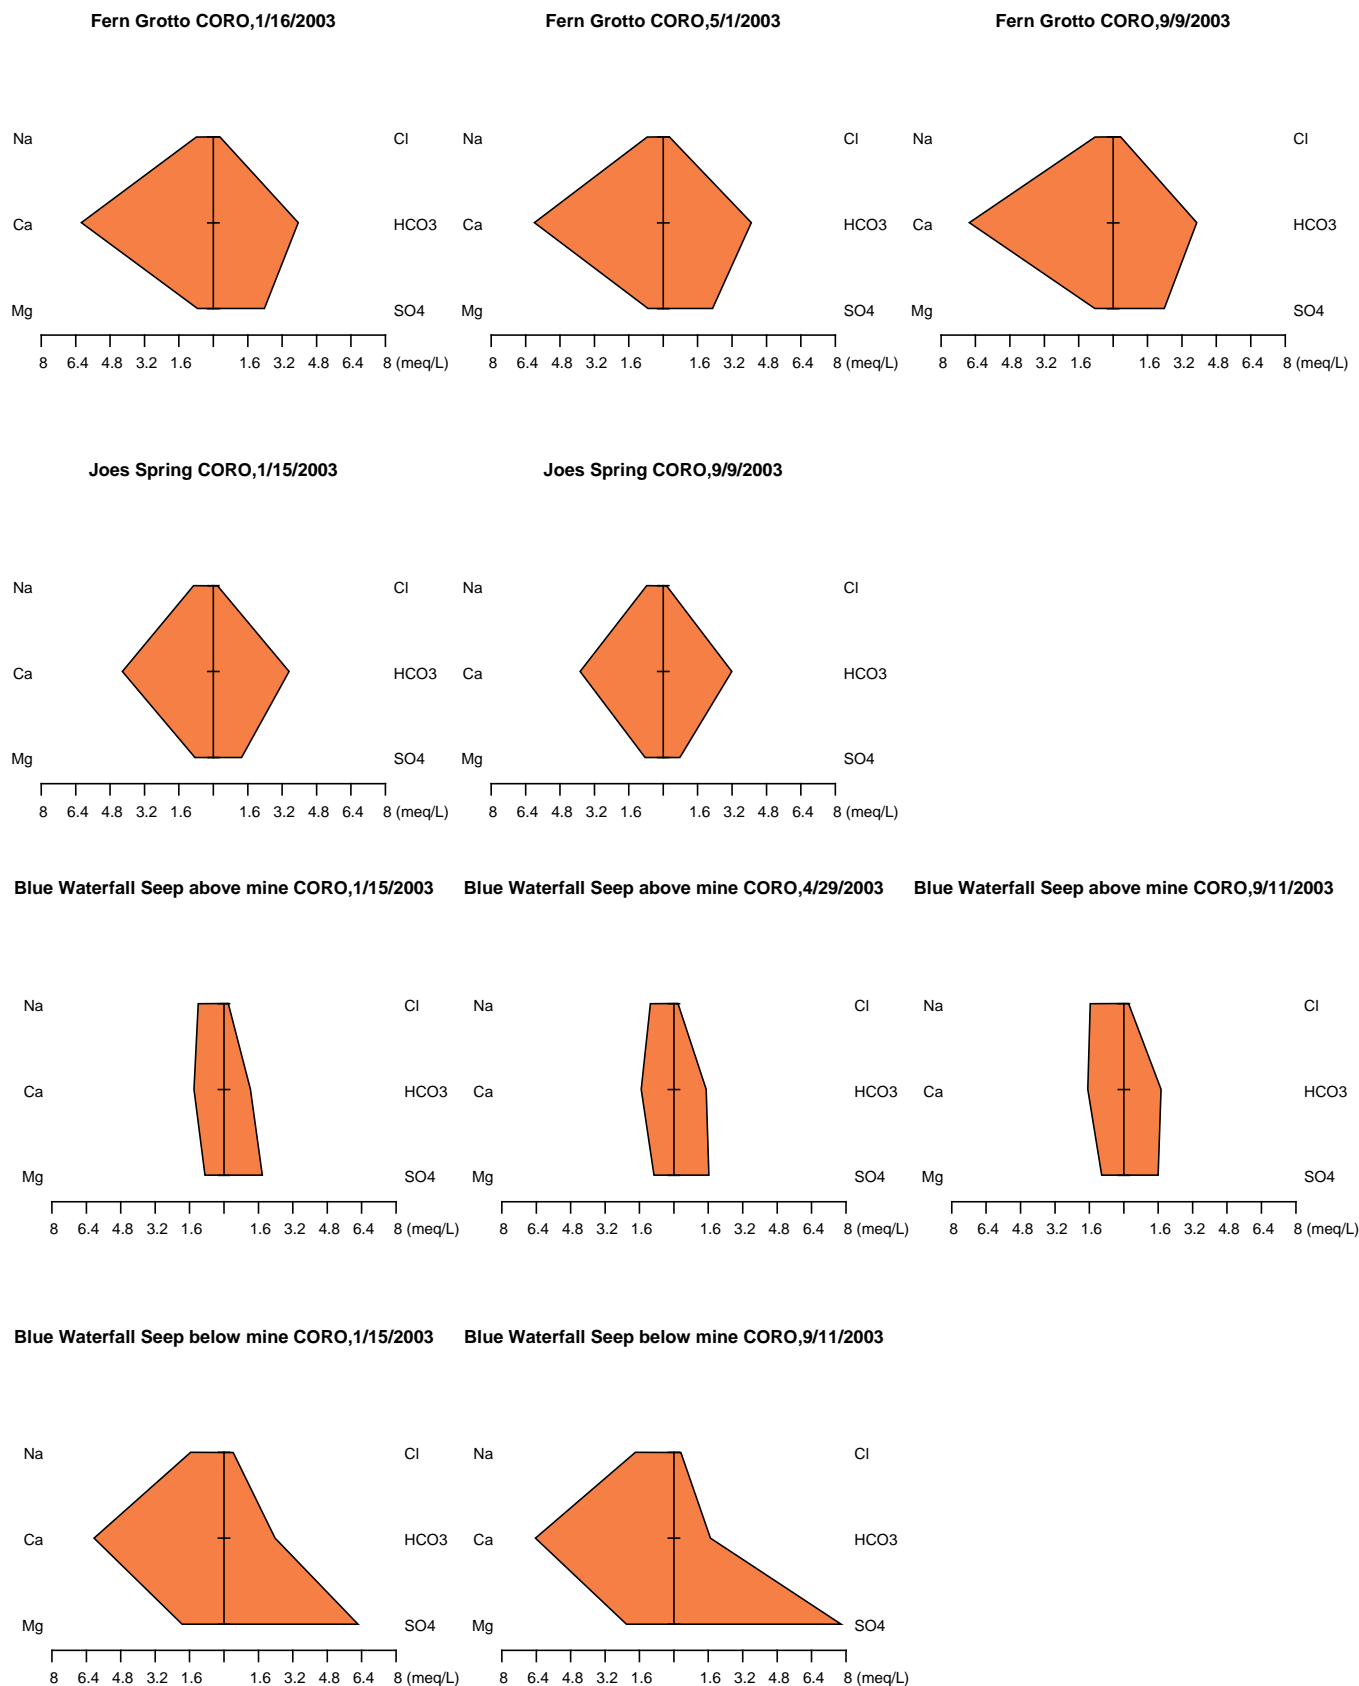 Fern Grotto CORO,1/16/2003 Fern Grotto CORO,5/1/2003 Fern Grotto CORO,9/9/2003
Na Cl Na Cl Na Cl
Ca HCO3 Ca HCO3 Ca HCO3
Mg SO4 Mg SO4 Mg SO4
8 6.4 4.8 3.2 1.6 1.6 3.2 4.8 6.4 8 (meq/L) 8 6.4 4.8 3.2 1.6 1.6 3.2 4.8 6.4 8 (meq/L) 8 6.4 4.8 3.2 1.6 1.6 3.2 4.8 6.4 8 (meq/L)
Joes Spring CORO,1/15/2003 Joes Spring CORO,9/9/2003
Na Cl Na Cl
Ca HCO3 Ca HCO3
Mg SO4 Mg SO4
8 6.4 4.8 3.2 1.6 1.6 3.2 4.8 6.4 8 (meq/L) 8 6.4 4.8 3.2 1.6 1.6 3.2 4.8 6.4 8 (meq/L)
Blue Waterfall Seep above mine CORO,1/15/2003 Blue Waterfall Seep above mine CORO,4/29/2003 Blue Waterfall Seep above mine CORO,9/11/2003
Na Cl Na Cl Na Cl
Ca HCO3 Ca HCO3 Ca HCO3
Mg SO4 Mg SO4 Mg SO4
8 6.4 4.8 3.2 1.6 1.6 3.2 4.8 6.4 8 (meq/L) 8 6.4 4.8 3.2 1.6 1.6 3.2 4.8 6.4 8 (meq/L) 8 6.4 4.8 3.2 1.6 1.6 3.2 4.8 6.4 8 (meq/L)
Blue Waterfall Seep below mine CORO,1/15/2003 Blue Waterfall Seep below mine CORO,9/11/2003
Na Cl Na Cl
Ca HCO3 Ca HCO3
Mg SO4 Mg SO4
8 6.4 4.8 3.2 1.6 1.6 3.2 4.8 6.4 8 (meq/L) 8 6.4 4.8 3.2 1.6 1.6 3.2 4.8 6.4 8 (meq/L)